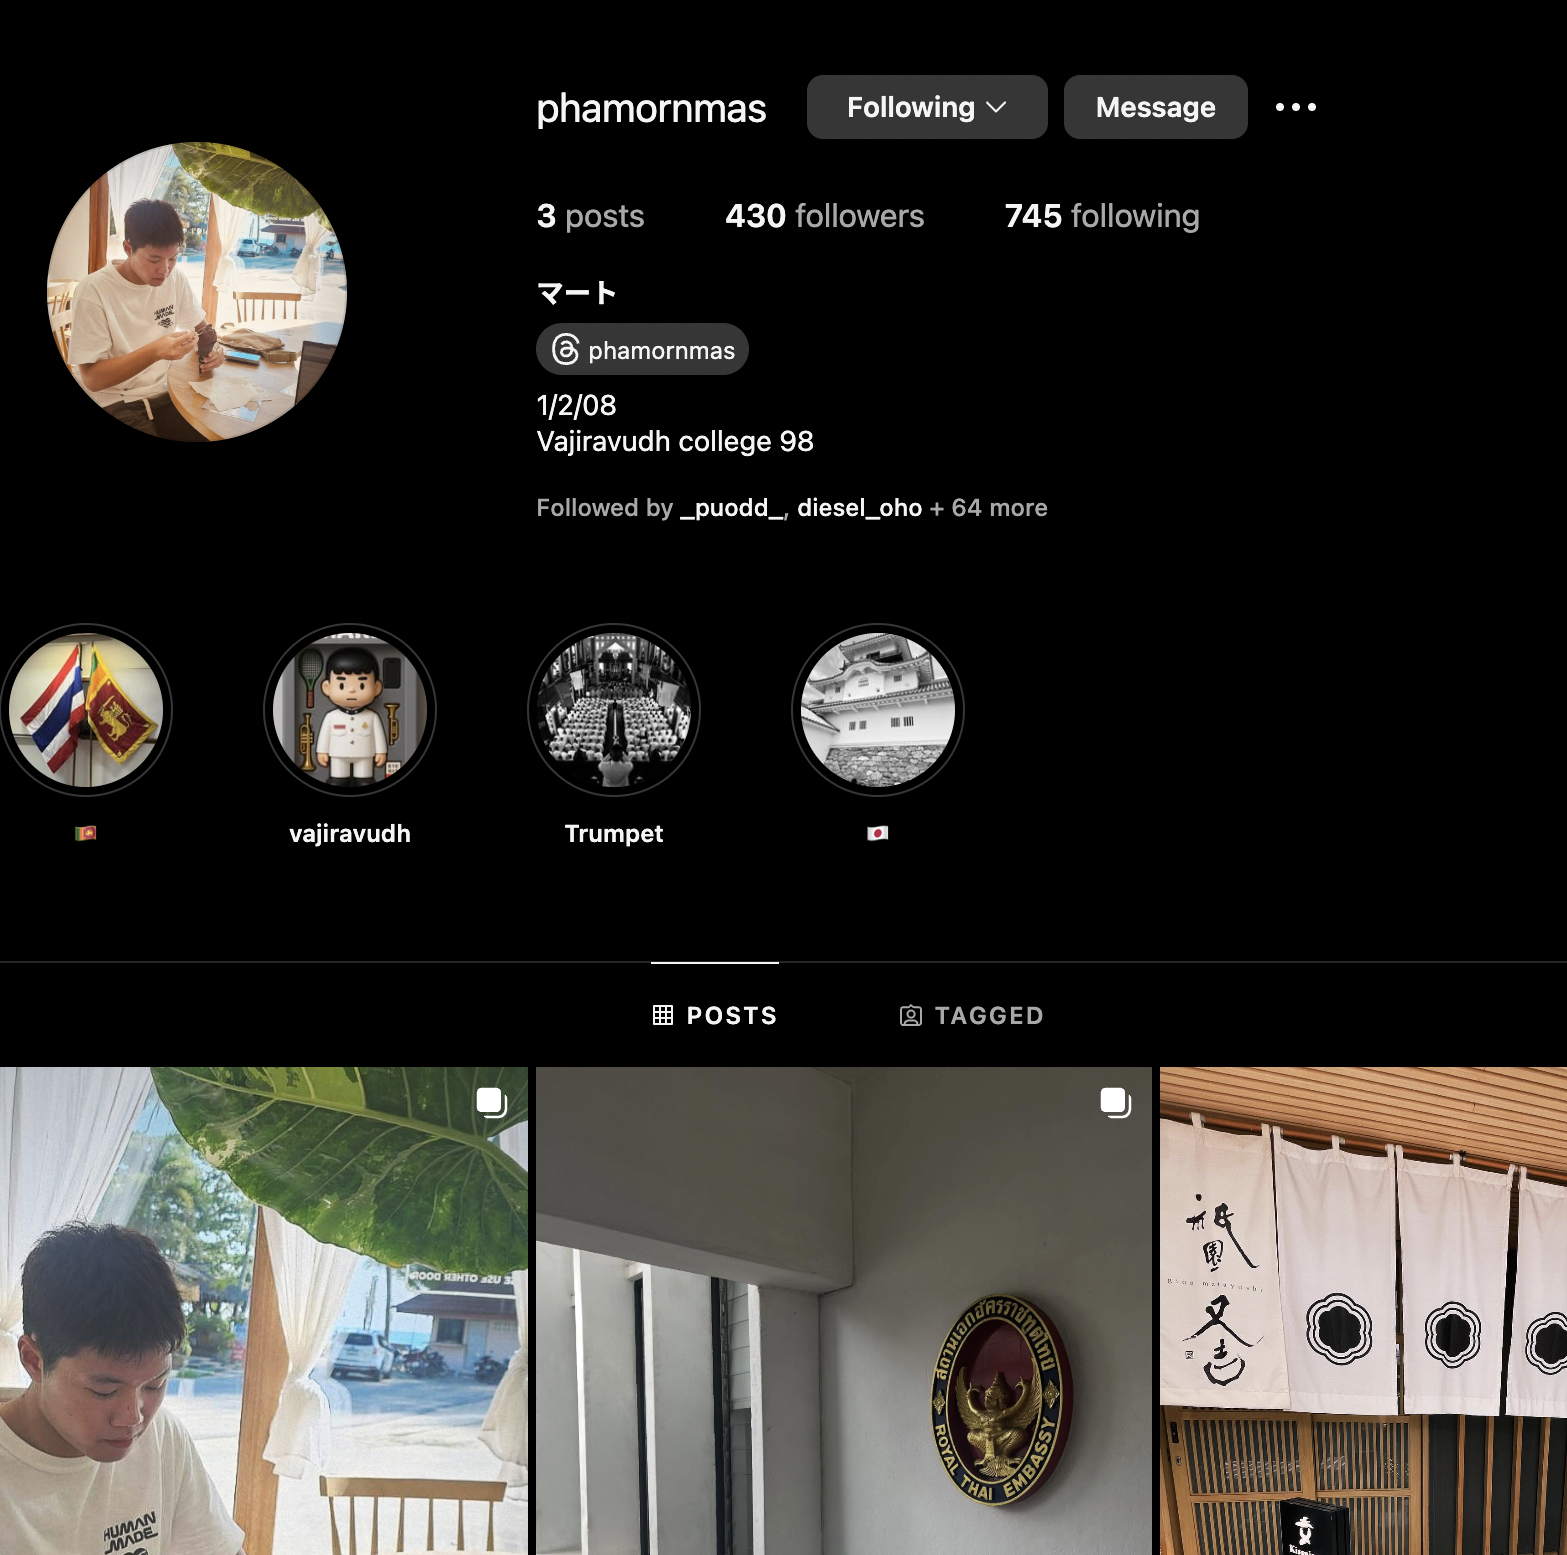 phamornmas
Following
Message
3 posts
430 followers
745 following
マート
phamornmas
1/2/08
Vajiravudh college 98
Followed by _puodd_, diesel_oho + 64 more
vajiravudh
Trumpet
POSTS
TAGGED
HUMAN
MADE
สถานเอกอัครราชทูตไทย
ROYAL THAI EMBASSY
祇園
又吉